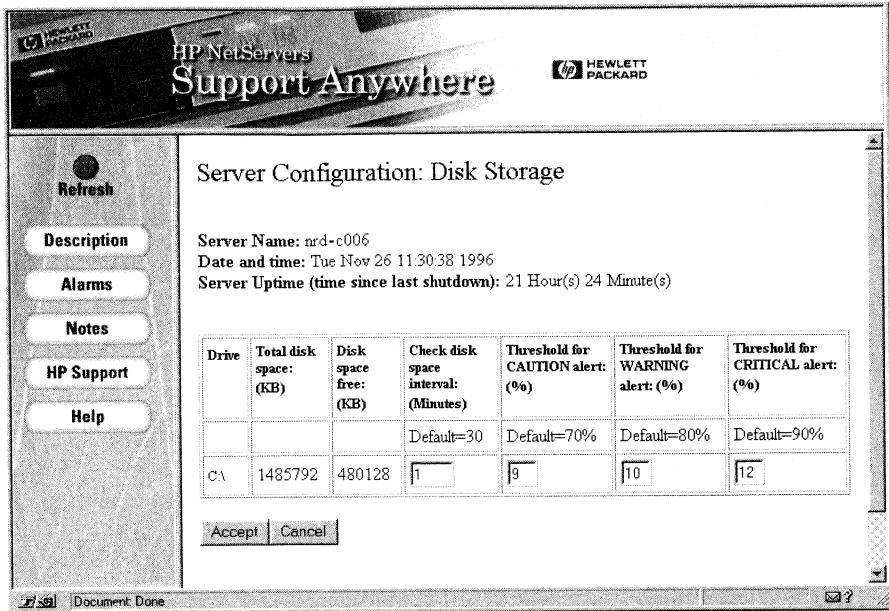 HEWLETT
PACKARD
HP NetServers
Support Anywhere
hp HEWLETT
PACKARD
Refresh
Description
Alarms
Notes
HP Support
Help
Server Configuration: Disk Storage
Server Name: nrd-c006
Date and time: Tue Nov 26 11:30:38 1996
Server Uptime (time since last shutdown): 21 Hour(s) 24 Minute(s)
Drive
Total disk
space:
(KB)
Disk
space
free:
(KB)
Check disk
space
interval:
(Minutes)
Threshold for
CAUTION alert:
(%)
Threshold for
WARNING
alert: (%)
Threshold for
CRITICAL alert:
(%)
Default=30 Default=70% Default=80% Default=90%
C:\ 1485792 480128 1 9 10 12
Accept Cancel
Document: Done
?